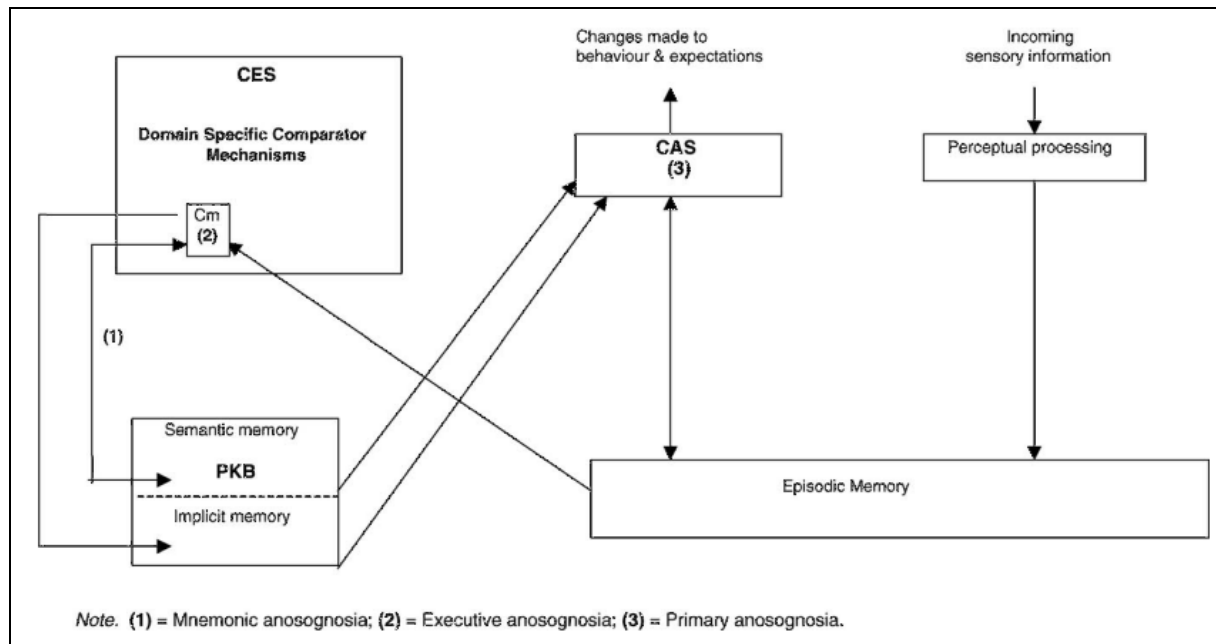 Changes made to
behaviour & expectations
Incoming
sensory information
CES
Domain Specific Comparator
Mechanisms
Cm
(2)
CAS
(3)
Perceptual processing
(1)
Semantic memory
PKB
Implicit memory
Episodic Memory
Note. (1) = Mnemonic anosognosia; (2) = Executive anosognosia; (3) = Primary anosognosia.